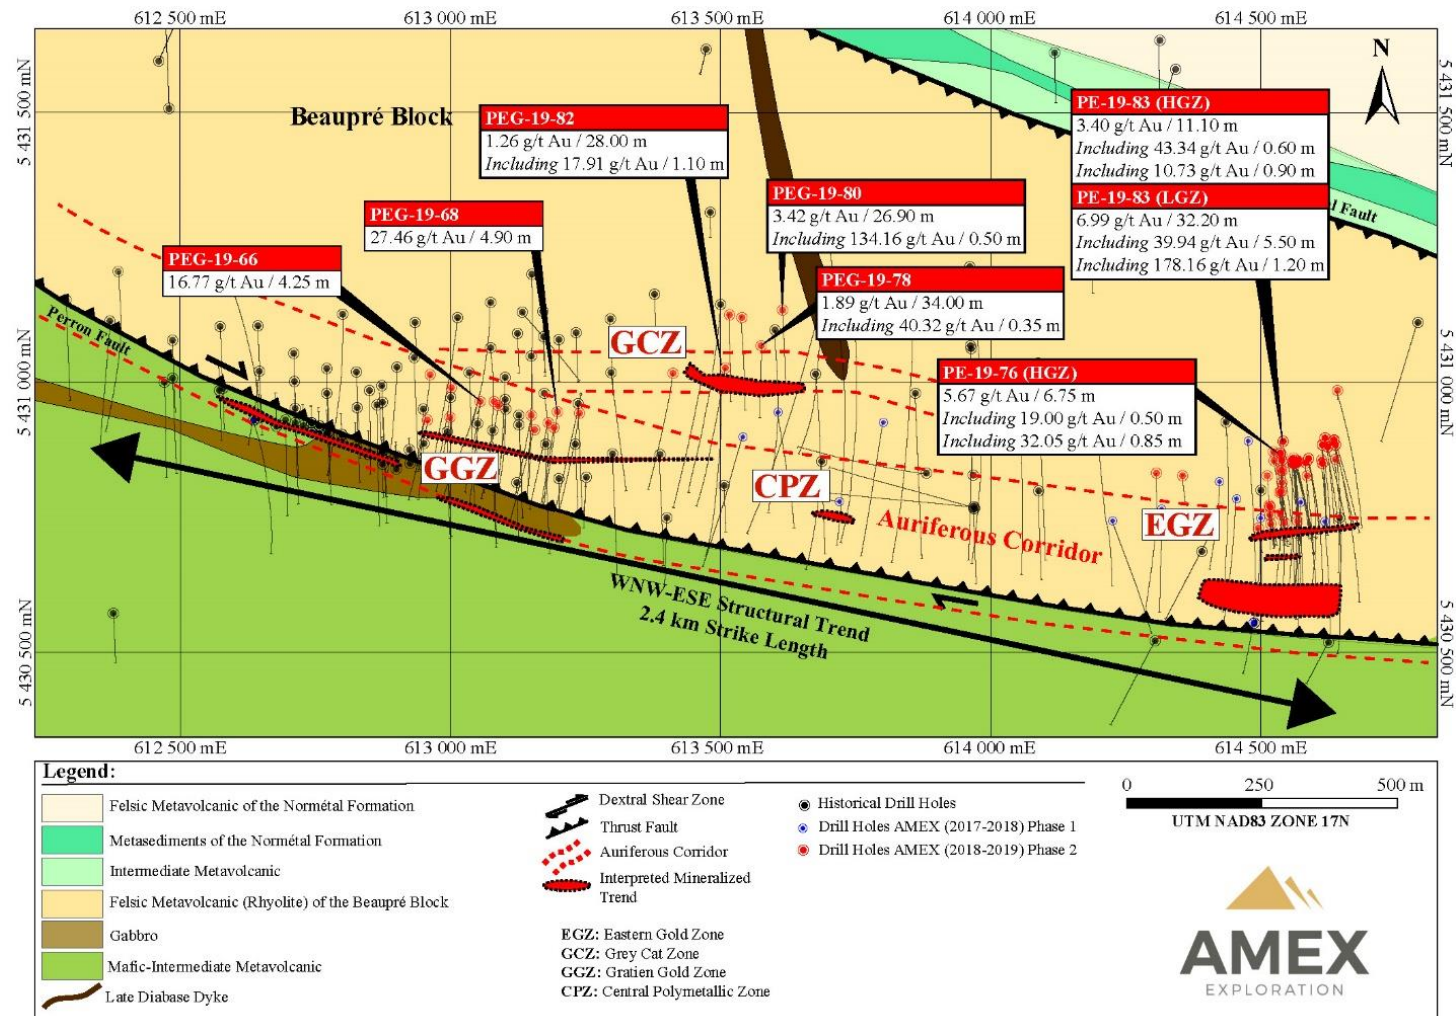 612 500 mE
613 000 mE
613 500 mE
614 000 mE
614 500 mE
5 431 500 mN
5 431 000 mN
5 430 500 mN
5 431 500 mN
5 431 000 mN
5 430 500 mN
N
Beaupré Block
PEG-19-82
1.26 g/t Au / 28.00 m
Including 17.91 g/t Au / 1.10 m
PE-19-83 (HGZ)
3.40 g/t Au / 11.10 m
Including 43.34 g/t Au / 0.60 m
Including 10.73 g/t Au / 0.90 m
PE-19-83 (LGZ)
6.99 g/t Au / 32.20 m
Including 39.94 g/t Au / 5.50 m
Including 178.16 g/t Au / 1.20 m
Fault
PEG-19-80
3.42 g/t Au / 26.90 m
Including 134.16 g/t Au / 0.50 m
PEG-19-68
27.46 g/t Au / 4.90 m
PEG-19-66
16.77 g/t Au / 4.25 m
PEG-19-78
1.89 g/t Au / 34.00 m
Including 40.32 g/t Au / 0.35 m
Perron Fault
GCZ
PE-19-76 (HGZ)
5.67 g/t Au / 6.75 m
Including 19.00 g/t Au / 0.50 m
Including 32.05 g/t Au / 0.85 m
GGZ
CPZ
EGZ
Auriferous Corridor
WNW-ESE Structural Trend
2.4 km Strike Length
612 500 mE
613 000 mE
613 500 mE
614 000 mE
614 500 mE
Legend:
Felsic Metavolcanic of the Normétal Formation
Metasediments of the Normétal Formation
Intermediate Metavolcanic
Felsic Metavolcanic (Rhyolite) of the Beaupré Block
Gabbro
Mafic-Intermediate Metavolcanic
Late Diabase Dyke
Dextral Shear Zone
Thrust Fault
Auriferous Corridor
Interpreted Mineralized
Trend
EGZ: Eastern Gold Zone
GCZ: Grey Cat Zone
GGZ: Gratien Gold Zone
CPZ: Central Polymetallic Zone
Historical Drill Holes
Drill Holes AMEX (2017-2018) Phase 1
Drill Holes AMEX (2018-2019) Phase 2
0 250 500 m
UTM NAD83 ZONE 17N
AMEX
EXPLORATION